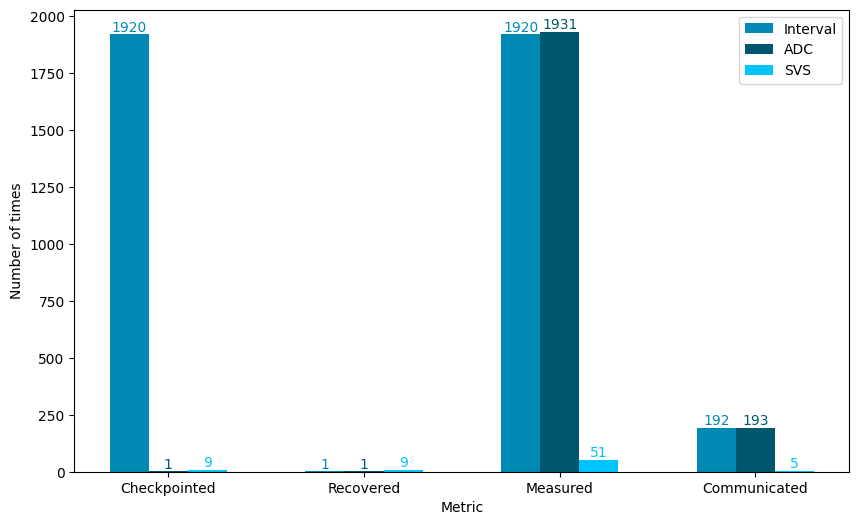 2000
1750
1500
1250
1000
750
500
250
0
Number of times
1920
1
9
1
1
9
1920
1931
51
192
193
5
Checkpointed
Recovered
Measured
Communicated
Metric
Interval
ADC
SVS